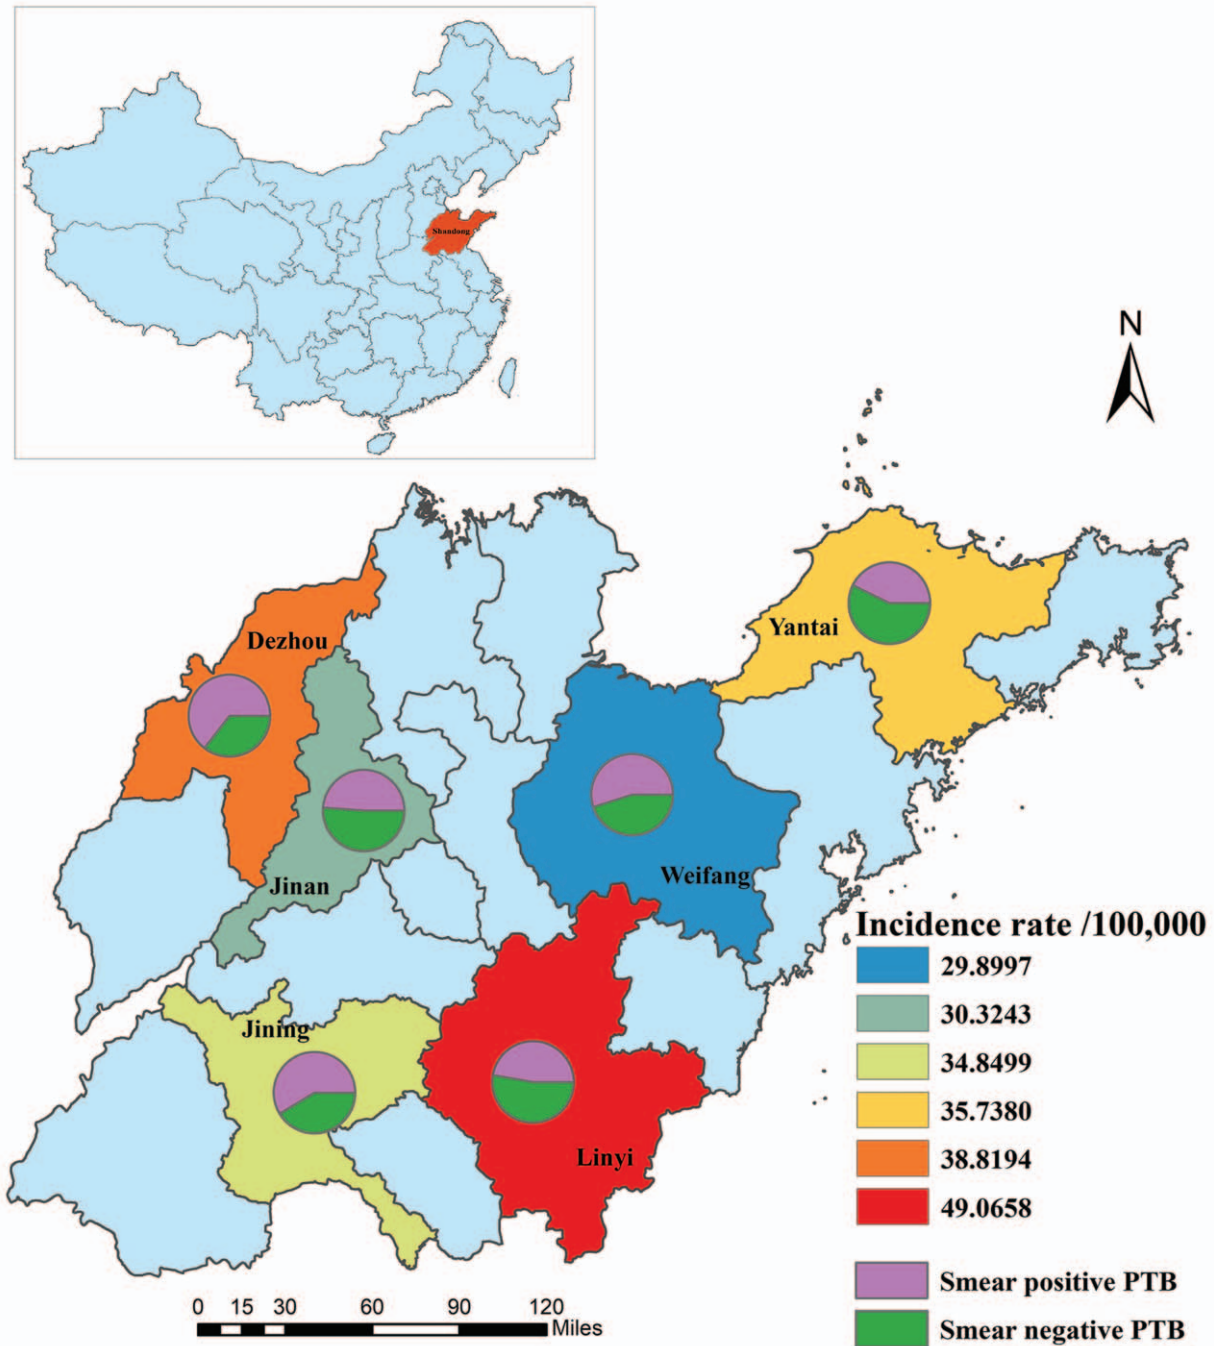 Shandong
N
Dezhou
Yantai
Jinan
Weifang
Jining
Linyi
Incidence rate /100,000
29.8997
30.3243
34.8499
35.7380
38.8194
49.0658
Smear positive PTB
Smear negative PTB
0 15 30 60 90 120
Miles